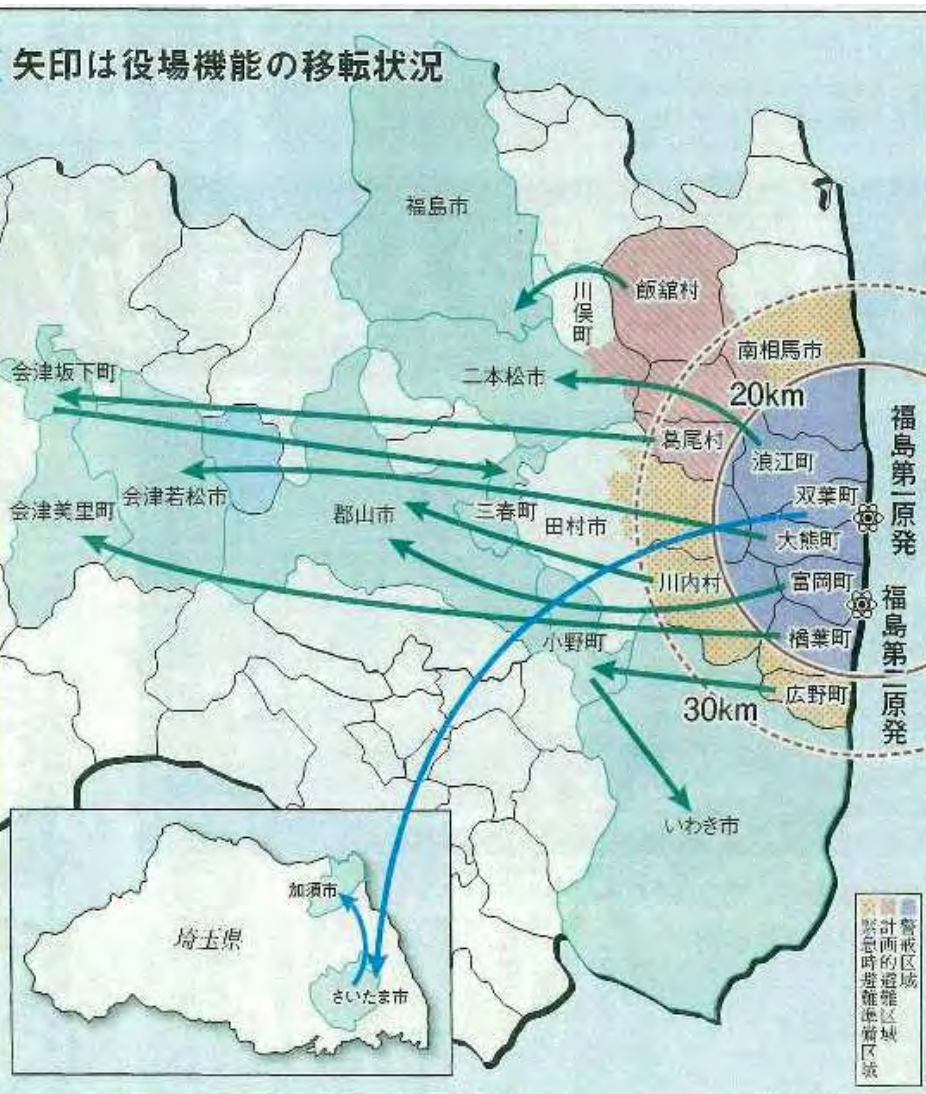 矢印は役場機能の移転状況
福島市
川俣町
飯舘村
南相馬市
会津坂下町
二本松市
20km
葛尾村
浪江町
福島第一原発
会津美里町
会津若松市
郡山市
三春町
田村市
双葉町
大熊町
川内村
富岡町
小野町
楢葉町
福島第二原発
広野町
30km
いわき市
加須市
埼玉県
さいたま市
警戒区域
計画的避難区域
緊急時避難準備区域